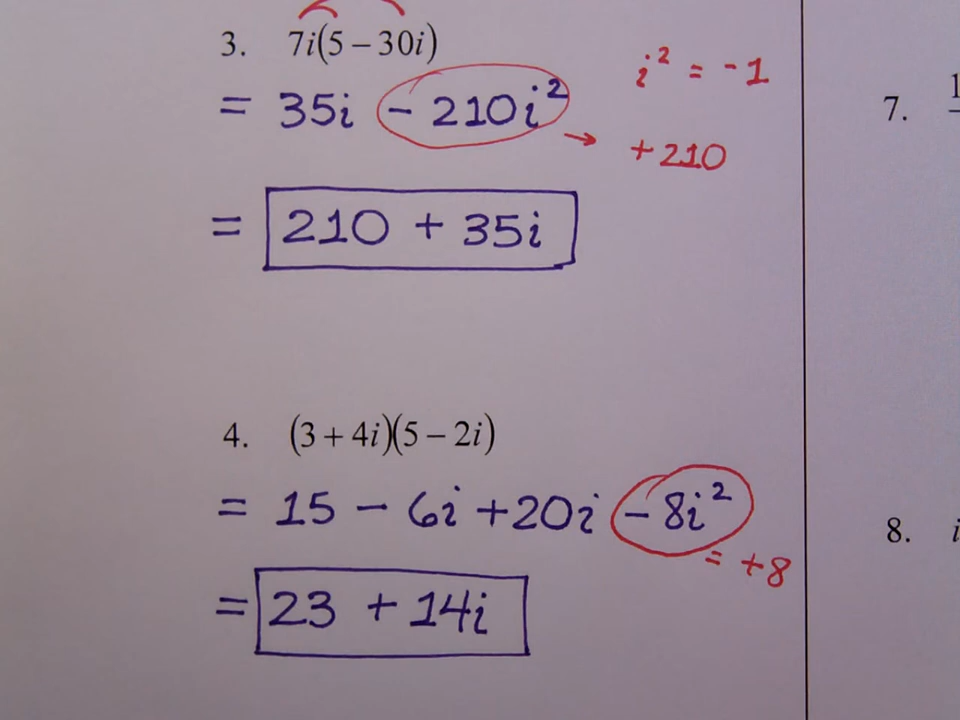 3. 7i(5 − 30i)
= 35i − 210i² → +210
i² = -1
= 210 + 35i
4. (3 + 4i)(5 − 2i)
= 15 − 6i + 20i − 8i² = +8
= 23 + 14i
7. 1
8. i